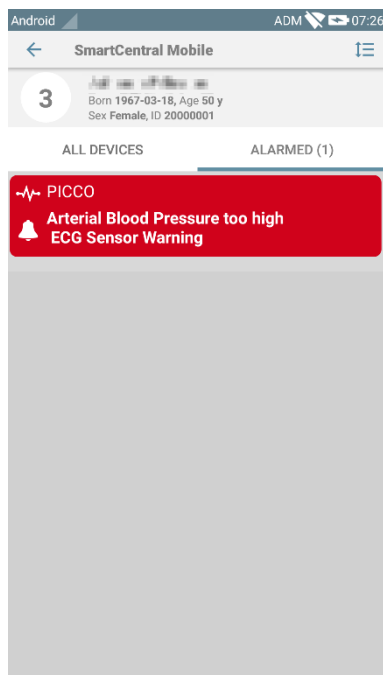 Android ADM 07:26
SmartCentral Mobile
3
Born 1967-03-18, Age 50 y
Sex Female, ID 20000001
ALL DEVICES ALARMED (1)
PICCO
Arterial Blood Pressure too high
ECG Sensor Warning